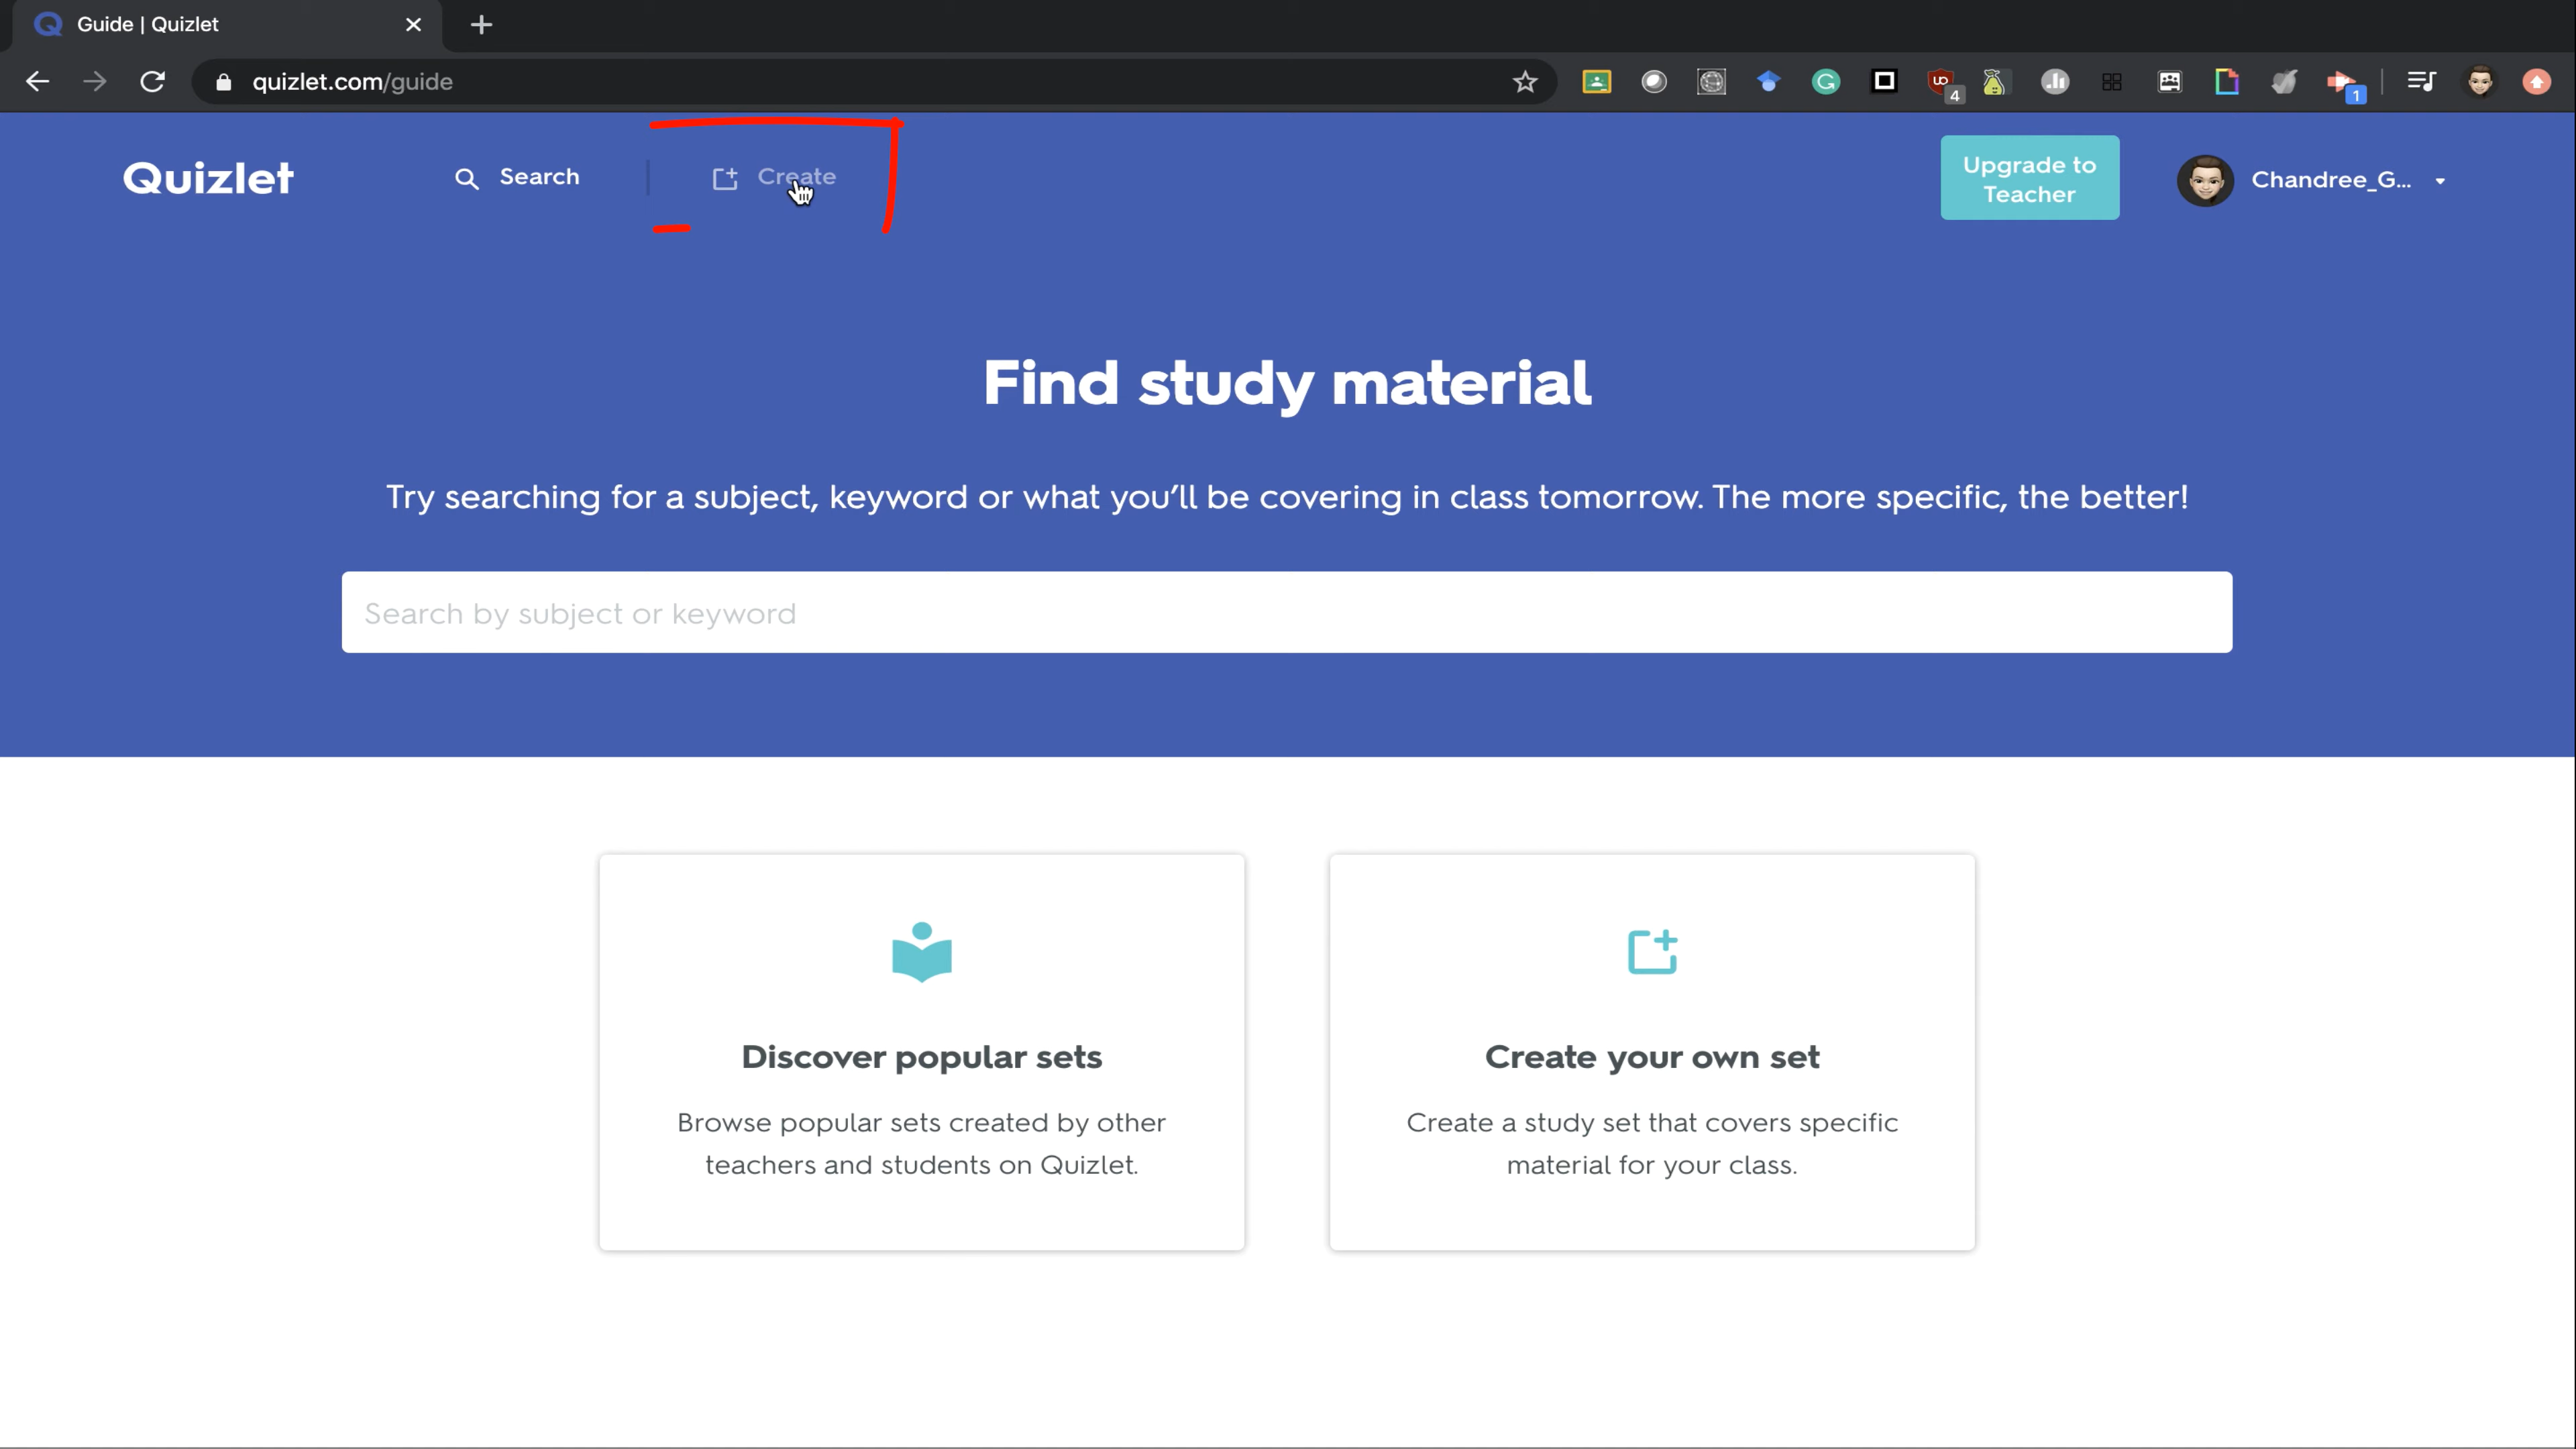 Guide | Quizlet
quizlet.com/guide
4
1
Quizlet
Search
Create
Upgrade to
Teacher
Chandree_G...
Find study material
Try searching for a subject, keyword or what you’ll be covering in class tomorrow. The more specific, the better!
Search by subject or keyword
Discover popular sets
Browse popular sets created by other
teachers and students on Quizlet.
Create your own set
Create a study set that covers specific
material for your class.